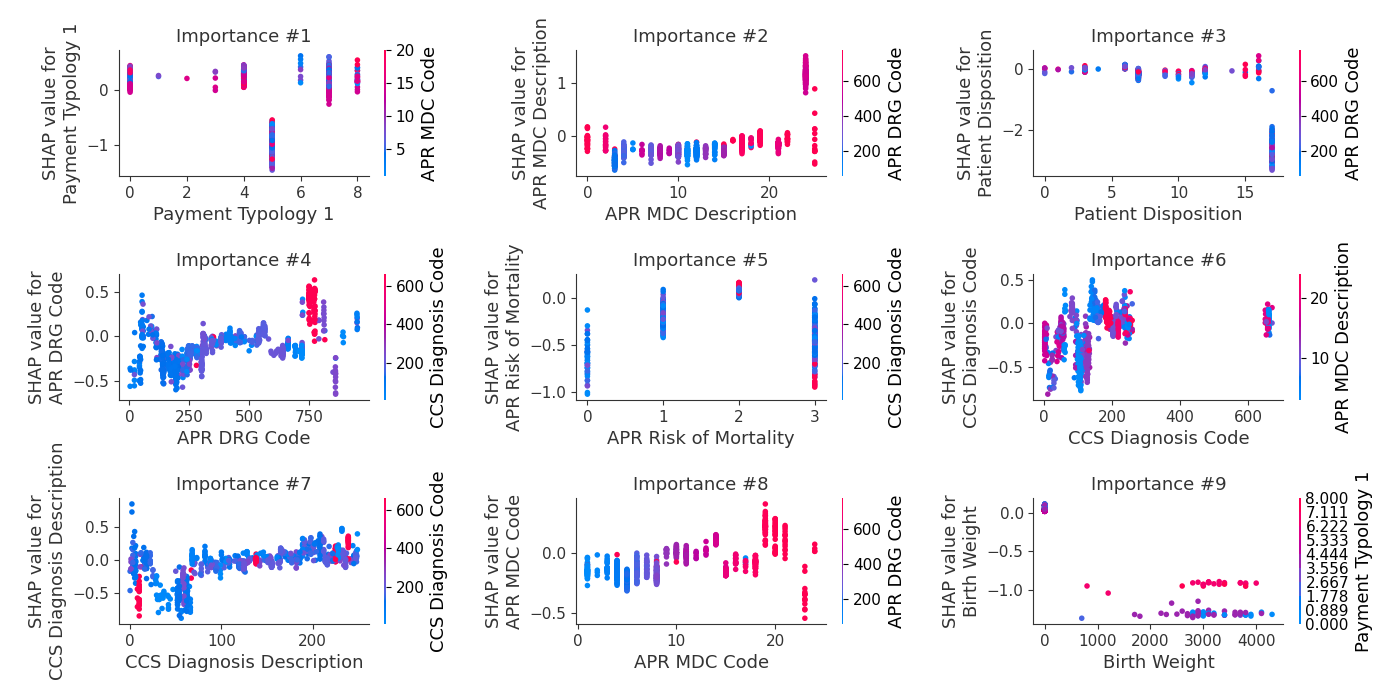 Importance #1
SHAP value for
Payment Typology 1
0
−1
0 2 4 6 8
Payment Typology 1
20
15
10
5
APR MDC Code
Importance #2
SHAP value for
APR MDC Description
1
0
0 10 20
APR MDC Description
600
400
200
APR DRG Code
Importance #3
SHAP value for
Patient Disposition
0
−2
0 5 10 15
Patient Disposition
600
400
200
APR DRG Code
Importance #4
SHAP value for
APR DRG Code
0.5
0.0
−0.5
0 250 500 750
APR DRG Code
600
400
200
CCS Diagnosis Code
Importance #5
SHAP value for
APR Risk of Mortality
0.0
−0.5
−1.0
0 1 2 3
APR Risk of Mortality
600
400
200
CCS Diagnosis Code
Importance #6
SHAP value for
CCS Diagnosis Code
0.5
0.0
−0.5
0 200 400 600
CCS Diagnosis Code
20
10
APR MDC Description
Importance #7
SHAP value for
CCS Diagnosis Description
0.5
0.0
−0.5
0 100 200
CCS Diagnosis Description
600
400
200
CCS Diagnosis Code
Importance #8
SHAP value for
APR MDC Code
0.0
−0.5
0 10 20
APR MDC Code
600
400
200
APR DRG Code
Importance #9
SHAP value for
Birth Weight
0.0
−0.5
−1.0
0 1000 2000 3000 4000
Birth Weight
8.000
7.111
6.222
5.333
4.444
3.556
2.667
1.778
0.889
0.000
Payment Typology 1